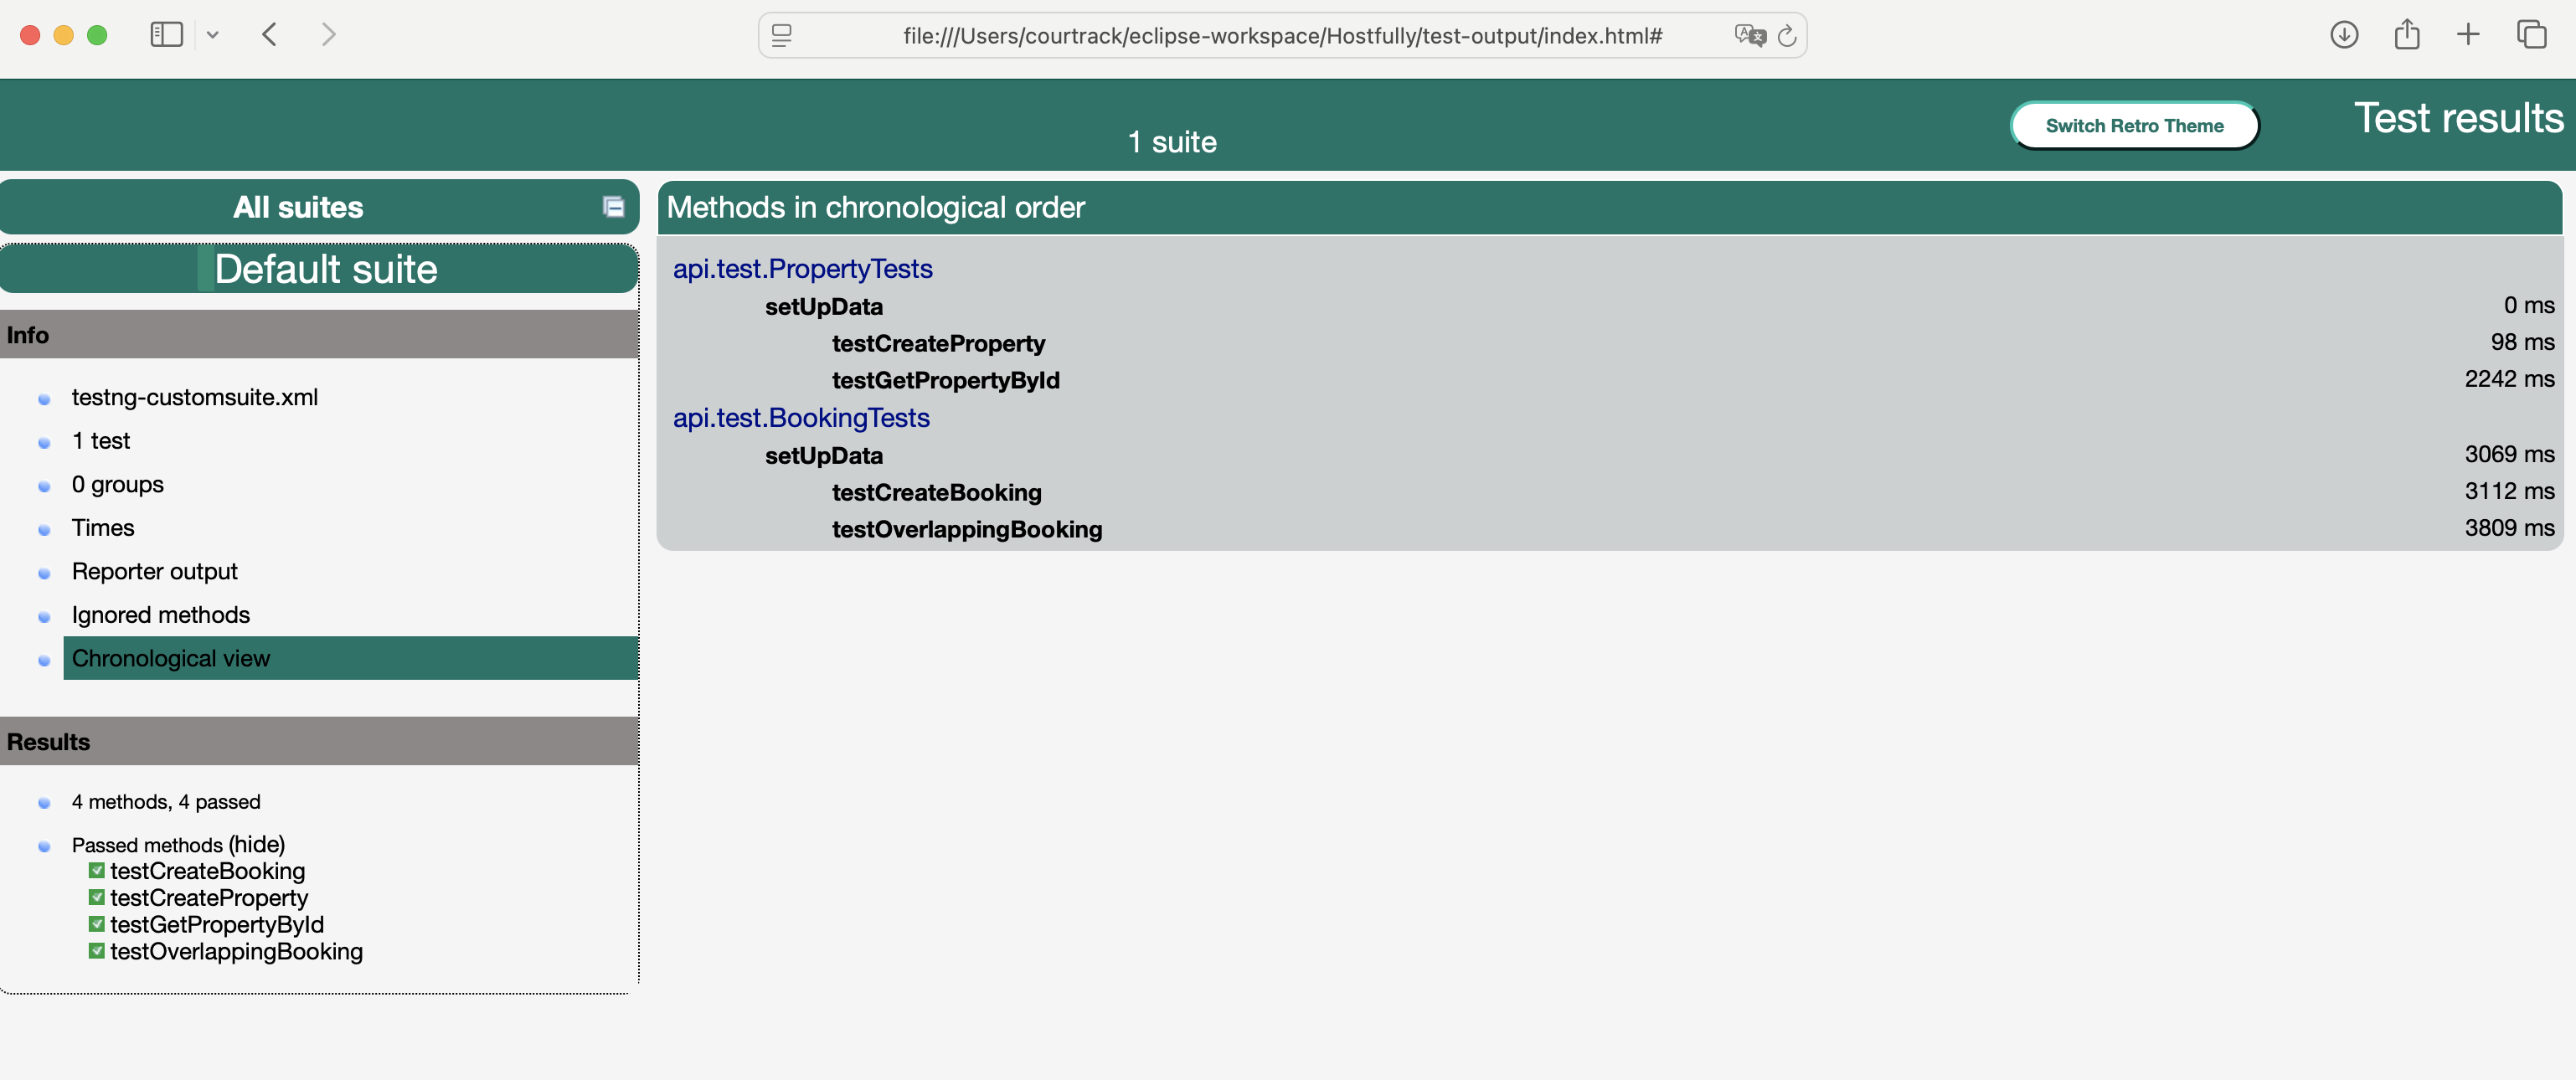 file:///Users/courtrack/eclipse-workspace/Hostfully/test-output/index.html#
1 suite
Switch Retro Theme
Test results
All suites
Default suite
Info
testng-customsuite.xml
1 test
0 groups
Times
Reporter output
Ignored methods
Chronological view
Results
4 methods, 4 passed
Passed methods (hide)
testCreateBooking
testCreateProperty
testGetPropertyById
testOverlappingBooking
Methods in chronological order
api.test.PropertyTests
setUpData 0 ms
testCreateProperty 98 ms
testGetPropertyById 2242 ms
api.test.BookingTests
setUpData 3069 ms
testCreateBooking 3112 ms
testOverlappingBooking 3809 ms